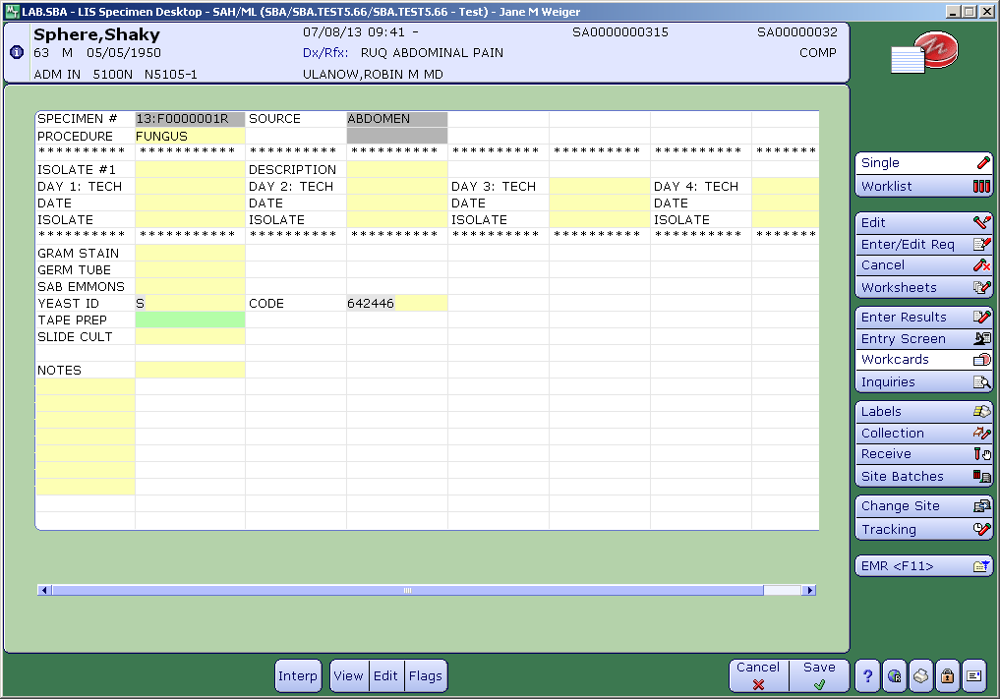 LAB.SBA - LIS Specimen Desktop - SAH/ML (SBA/SBA.TEST5.66/SBA.TEST5.66 - Test) - Jane M Weiger
Sphere,Shaky 07/08/13 09:41 - SA0000000315 SA00000032
63 M 05/05/1950 Dx/Rfx: RUQ ABDOMINAL PAIN COMP
ADM IN 5100N N5105-1 ULANOW,ROBIN M MD
SPECIMEN # 13:F0000001R SOURCE ABDOMEN
PROCEDURE FUNGUS
********** ********** ********** ********** ********** ********** ********** *******
ISOLATE #1 DESCRIPTION
DAY 1: TECH DAY 2: TECH DAY 3: TECH DAY 4: TECH
DATE DATE DATE DATE
ISOLATE ISOLATE ISOLATE ISOLATE
********** ********** ********** ********** ********** ********** ********** *******
GRAM STAIN
GERM TUBE
SAB EMMONS
YEAST ID S CODE 642446
TAPE PREP
SLIDE CULT
NOTES
Single
Worklist
Edit
Enter/Edit Req
Cancel
Worksheets
Enter Results
Entry Screen
Workcards
Inquiries
Labels
Collection
Receive
Site Batches
Change Site
Tracking
EMR <F11>
Interp View Edit Flags Cancel Save ?